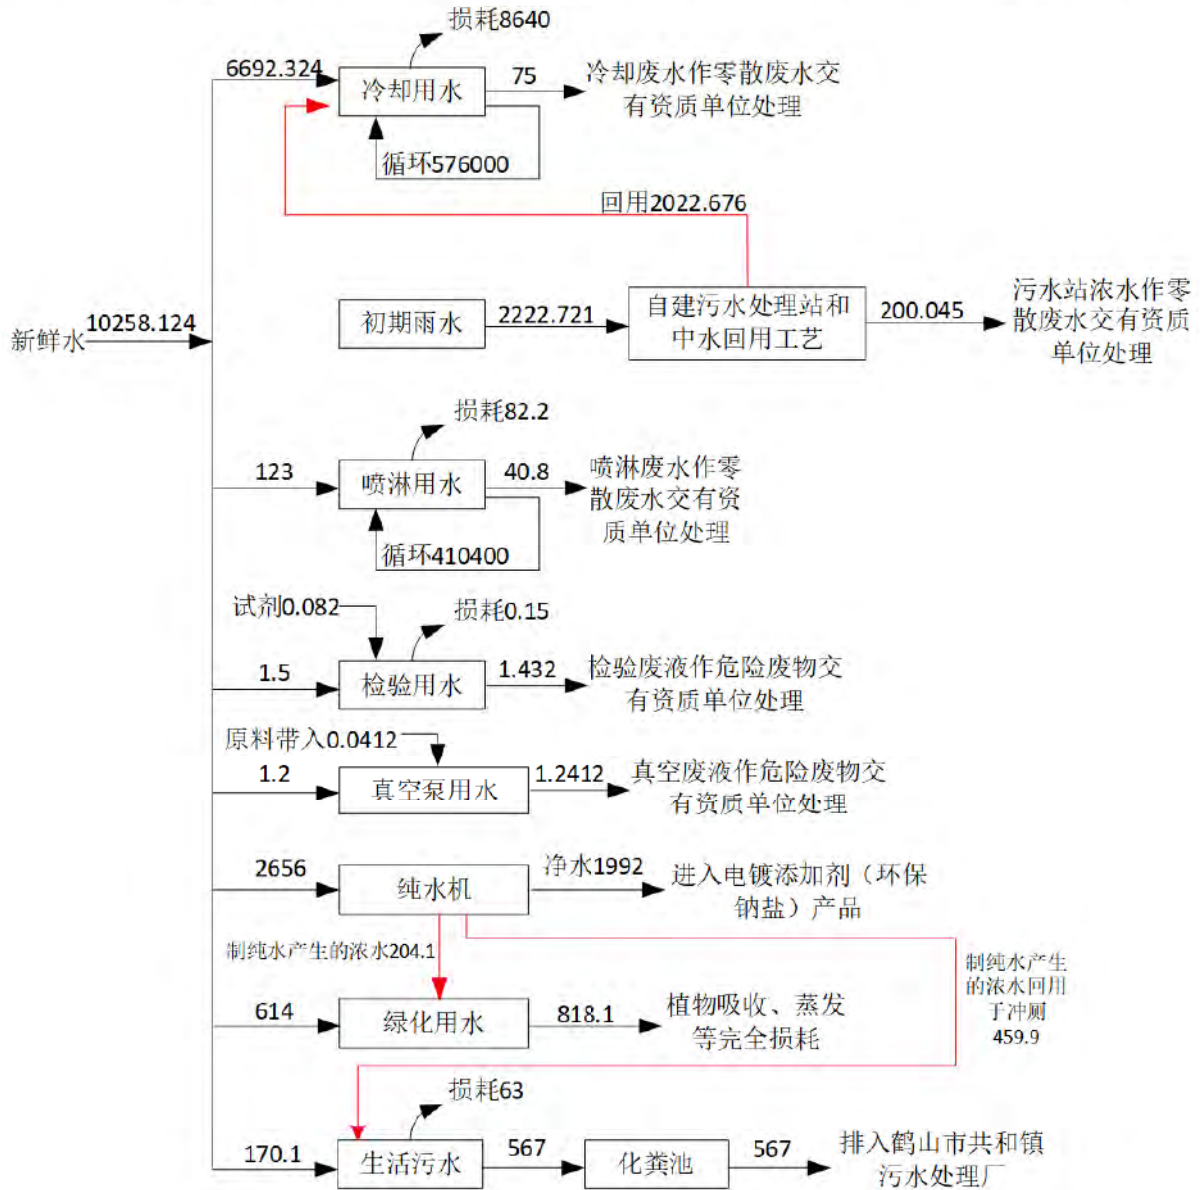 损耗8640
6692.324
冷却用水
75
冷却废水作零散废水交
有资质单位处理
循环576000
回用2022.676
新鲜水
10258.124
初期雨水
2222.721
自建污水处理站和
中水回用工艺
200.045
污水站浓水作零
散废水交有资质
单位处理
损耗82.2
123
喷淋用水
40.8
喷淋废水作零
散废水交有资
质单位处理
循环410400
试剂0.082
损耗0.15
1.5
检验用水
1.432
检验废液作危险废物交
有资质单位处理
原料带入0.0412
1.2
真空泵用水
1.2412
真空废液作危险废物交
有资质单位处理
2656
纯水机
净水1992
进入电镀添加剂（环保
钠盐）产品
制纯水产生的浓水204.1
制纯水产生
的浓水回用
于冲厕
459.9
614
绿化用水
818.1
植物吸收、蒸发
等完全损耗
损耗63
170.1
生活污水
567
化粪池
567
排入鹤山市共和镇
污水处理厂